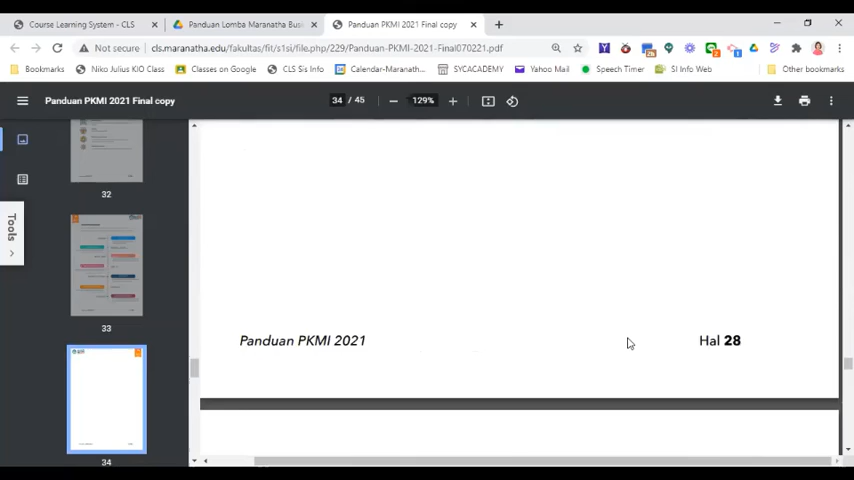 Course Learning System - CLS
Panduan Lomba Maranatha Busi
Panduan PKMI 2021 Final copy
Not secure
cls.maranatha.edu/fakultas/fit/s1si/file.php/229/Panduan-PKMI-2021-Final070221.pdf
Bookmarks
Niko Julius KIO Class
Classes on Google
CLS Sis Info
Calendar-Maranath...
SYCACADEMY
Yahoo Mail
Speech Timer
SI Info Web
Other bookmarks
Panduan PKMI 2021 Final copy
34 / 45
129%
32
33
34
Tools
Panduan PKMI 2021
Hal 28